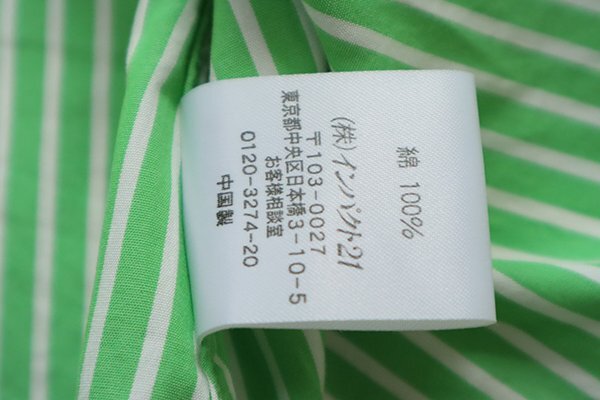 綿 100%
(株)インパクト21
〒103-0027
東京都中央区日本橋3-10-5
お客様相談室
0120-3274-20
中国製